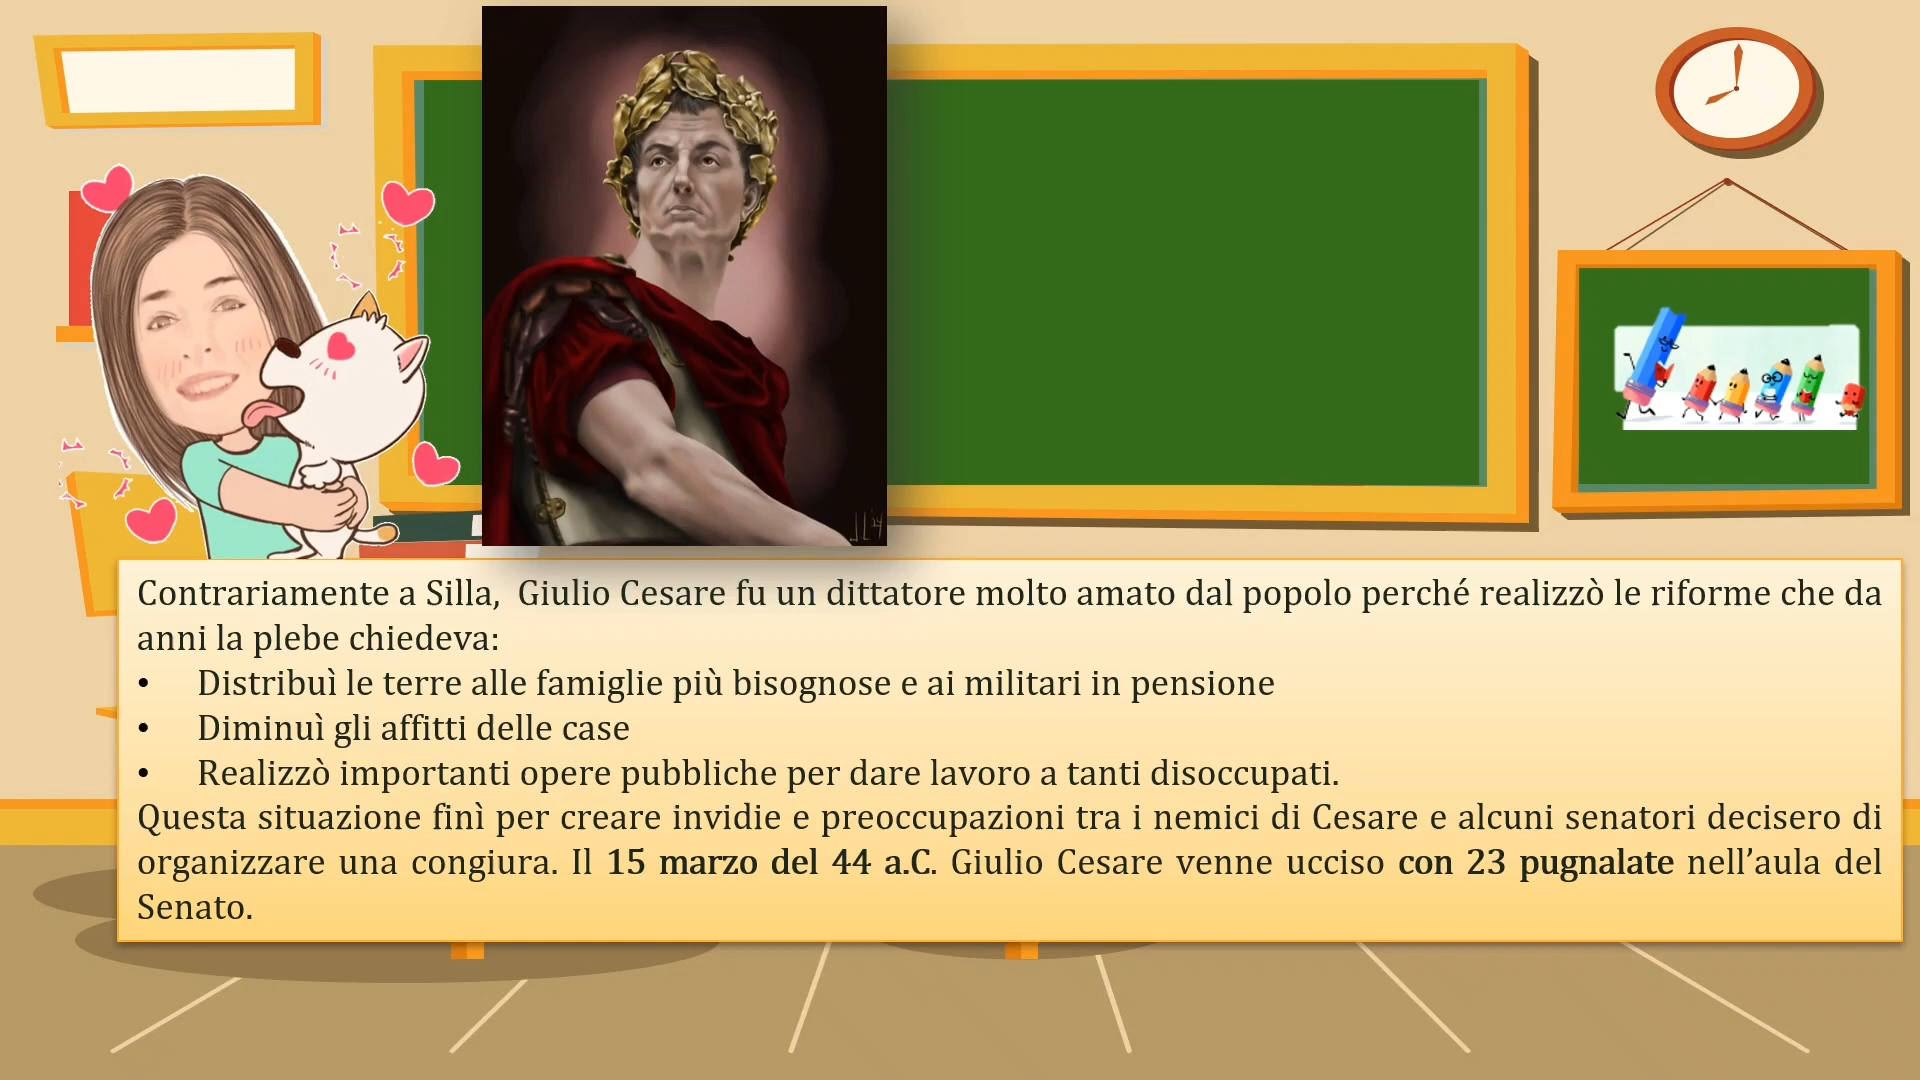 Contrariamente a Silla,  Giulio Cesare fu un dittatore molto amato dal popolo perché realizzò le riforme che da
anni la plebe chiedeva:
• Distribuì le terre alle famiglie più bisognose e ai militari in pensione
• Diminuì gli affitti delle case
• Realizzò importanti opere pubbliche per dare lavoro a tanti disoccupati.
Questa situazione finì per creare invidie e preoccupazioni tra i nemici di Cesare e alcuni senatori decisero di
organizzare una congiura. Il 15 marzo del 44 a.C. Giulio Cesare venne ucciso con 23 pugnalate nell’aula del
Senato.